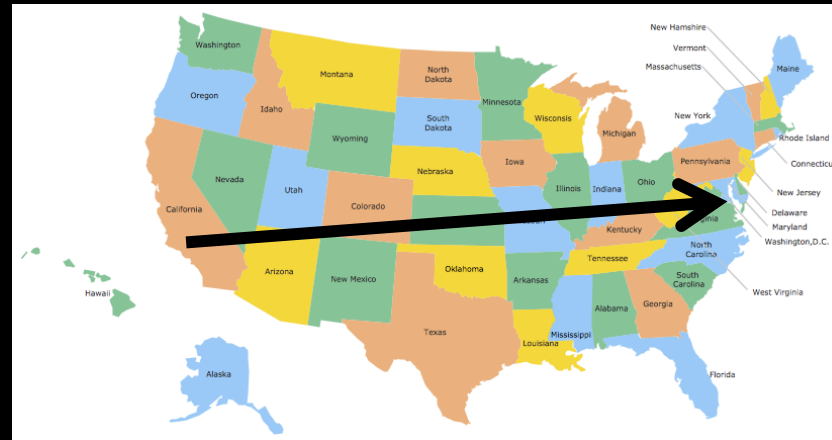 New Hamshire
Vermont
Massachusetts
Washington
Montana
North
Dakota
Minnesota
Maine
Oregon
Idaho
Wisconsin
South
Dakota
New York
Michigan
Rhode Island
Wyoming
Connecticu
Iowa
Pennsylvania
Nebraska
Nevada
Utah
Illinois
Indiana
Ohio
New Jersey
California
Colorado
Delaware
Maryland
Washington,D.C.
Kentucky
North
Carolina
Tennessee
Arizona
New Mexico
Oklahoma
Arkansas
South
Carolina
West Virginia
Hawaii
Alabama
Georgia
Texas
Mississippi
Louisiana
Alaska
Florida